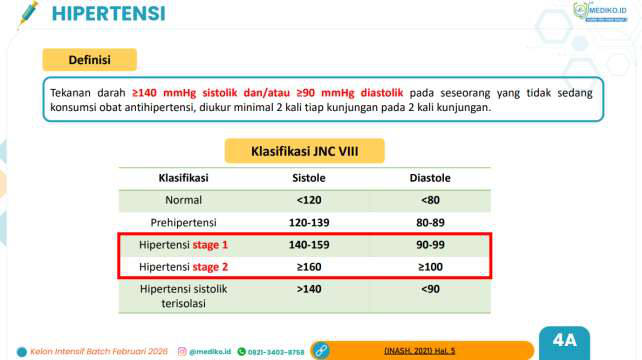 HIPERTENSI
MEDIKO.ID
Definisi
Tekanan darah ≥140 mmHg sistolik dan/atau ≥90 mmHg diastolik pada seseorang yang tidak sedang
konsumsi obat antihipertensi, diukur minimal 2 kali tiap kunjungan pada 2 kali kunjungan.
Klasifikasi JNC VIII
Klasifikasi Sistole Diastole
Normal <120 <80
Prehipertensi 120-139 80-89
Hipertensi stage 1 140-159 90-99
Hipertensi stage 2 ≥160 ≥100
Hipertensi sistolik
terisolasi >140 <90
4A
Kelon Intensif Batch Februari 2026 @mediko.id 0821-3403-8758 (INASH, 2021) Hal. 5